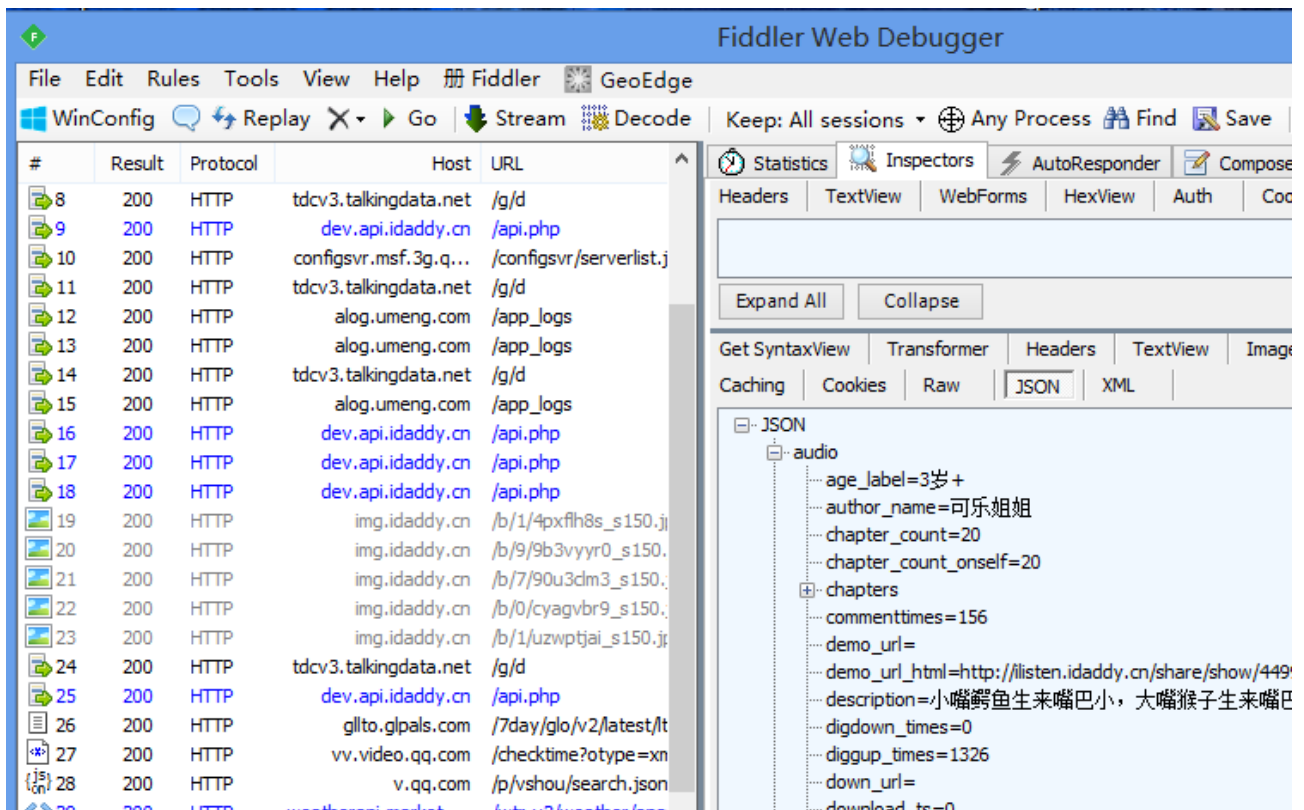 Fiddler Web Debugger
File Edit Rules Tools View Help 册 Fiddler GeoEdge
WinConfig Replay Go Stream Decode Keep: All sessions Any Process Find Save
# Result Protocol Host URL
Statistics Inspectors AutoResponder Compose
Headers TextView WebForms HexView Auth Coo
8 200 HTTP tdcv3.talkingdata.net /g/d
9 200 HTTP dev.api.idaddy.cn /api.php
10 200 HTTP configsvr.msf.3g.q... /configsvr/serverlist.j
11 200 HTTP tdcv3.talkingdata.net /g/d
12 200 HTTP alog.umeng.com /app_logs
13 200 HTTP alog.umeng.com /app_logs
14 200 HTTP tdcv3.talkingdata.net /g/d
15 200 HTTP alog.umeng.com /app_logs
16 200 HTTP dev.api.idaddy.cn /api.php
17 200 HTTP dev.api.idaddy.cn /api.php
18 200 HTTP dev.api.idaddy.cn /api.php
19 200 HTTP img.idaddy.cn /b/1/4pxflh8s_s150.j
20 200 HTTP img.idaddy.cn /b/9/9b3vyyr0_s150.
21 200 HTTP img.idaddy.cn /b/7/90u3clm3_s150.
22 200 HTTP img.idaddy.cn /b/0/cyagvbr9_s150.
23 200 HTTP img.idaddy.cn /b/1/uzwptjai_s150.j
24 200 HTTP tdcv3.talkingdata.net /g/d
25 200 HTTP dev.api.idaddy.cn /api.php
26 200 HTTP gllto.glpals.com /7day/glo/v2/latest/lt
27 200 HTTP vv.video.qq.com /checktime?otype=xm
28 200 HTTP v.qq.com /p/vshou/search.json
Expand All Collapse
Get SyntaxView Transformer Headers TextView Image
Caching Cookies Raw JSON XML
JSON
audio
age_label=3岁+
author_name=可乐姐姐
chapter_count=20
chapter_count_onself=20
chapters
commenttimes=156
demo_url=
demo_url_html=http://ilisten.idaddy.cn/share/show/449
description=小嘴鳄鱼生来嘴巴小，大嘴猴子生来嘴巴
digdown_times=0
diggup_times=1326
down_url=
download_ts=0